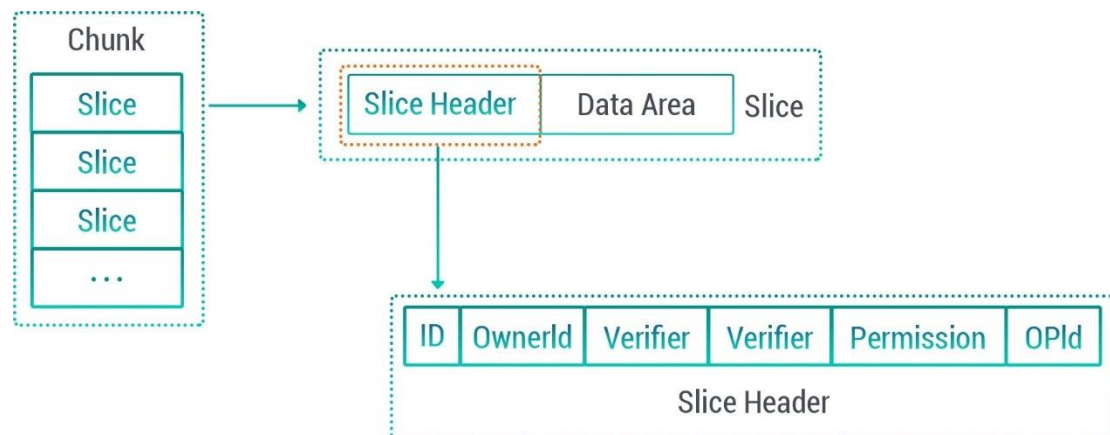 Chunk
Slice
Slice
Slice
...
Slice Header
Data Area
Slice
ID
OwnerId
Verifier
Verifier
Permission
OPId
Slice Header